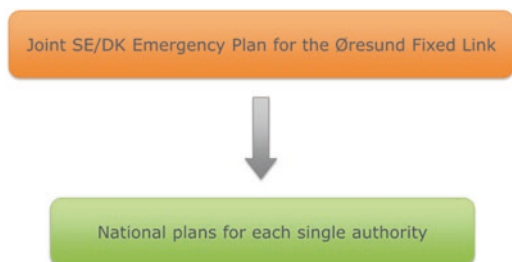 Joint SE/DK Emergency Plan for the Øresund Fixed Link
National plans for each single authority